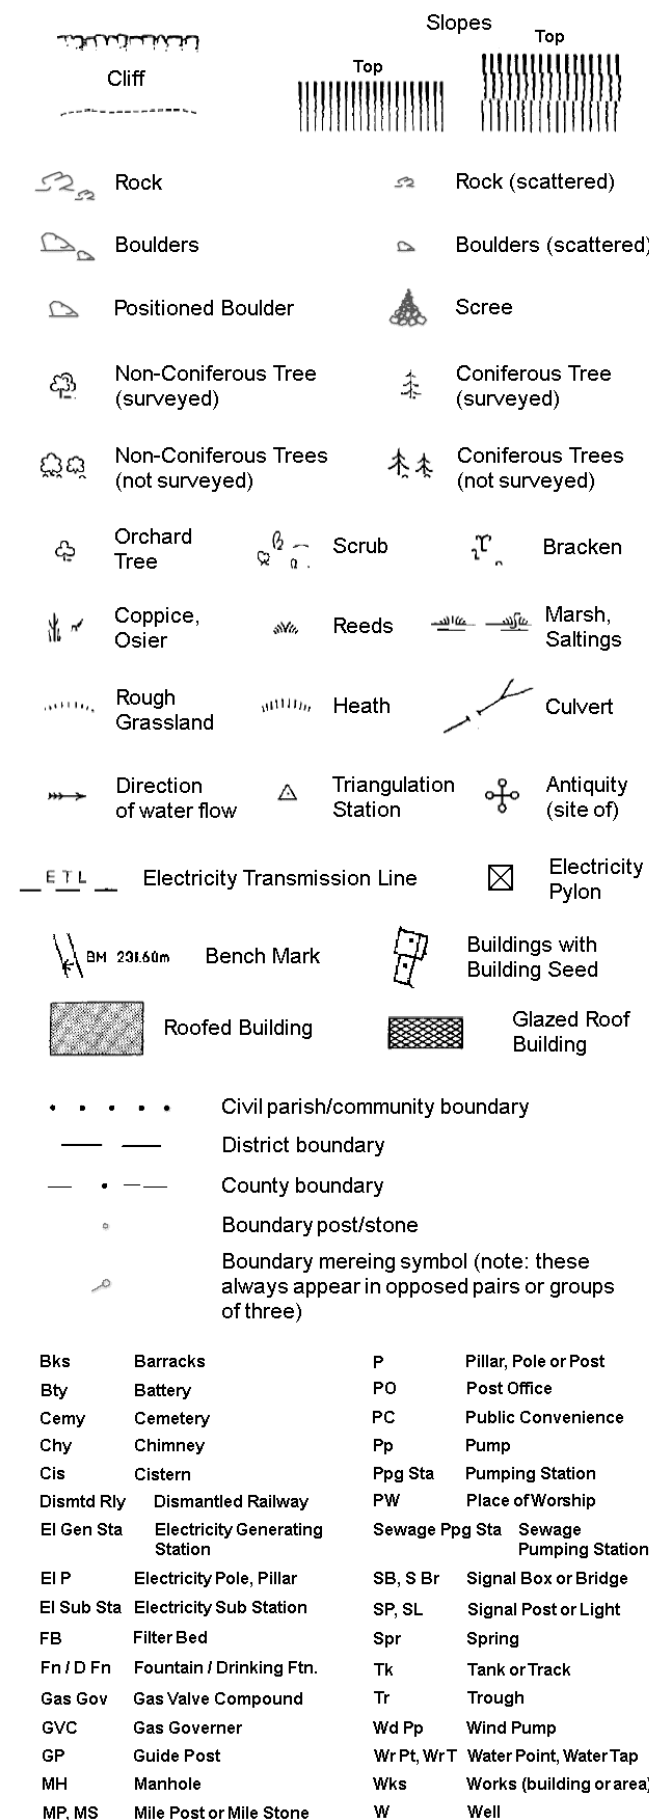 Slopes
Top
Top
Cliff
Rock
Rock (scattered)
Boulders
Boulders (scattered)
Positioned Boulder
Scree
Non-Coniferous Tree
(surveyed)
Coniferous Tree
(surveyed)
Non-Coniferous Trees
(not surveyed)
Coniferous Trees
(not surveyed)
Orchard
Tree
Scrub
Bracken
Coppice,
Osier
Reeds
Marsh,
Saltings
Rough
Grassland
Heath
Culvert
Direction
of water flow
Triangulation
Station
Antiquity
(site of)
E T L
Electricity Transmission Line
Electricity
Pylon
BM 231.60m
Bench Mark
Buildings with
Building Seed
Roofed Building
Glazed Roof
Building
Civil parish/community boundary
District boundary
County boundary
Boundary post/stone
Boundary mereing symbol (note: these
always appear in opposed pairs or groups
of three)
Bks Barracks P Pillar, Pole or Post
Bty Battery PO Post Office
Cemy Cemetery PC Public Convenience
Chy Chimney Pp Pump
Cis Cistern Ppg Sta Pumping Station
Dismtd Rly Dismantled Railway PW Place of Worship
El Gen Sta Electricity Generating Station Sewage Ppg Sta Sewage Pumping Station
El P Electricity Pole, Pillar SB, S Br Signal Box or Bridge
El Sub Sta Electricity Sub Station SP, SL Signal Post or Light
FB Filter Bed Spr Spring
Fn / D Fn Fountain / Drinking Ftn. Tk Tank or Track
Gas Gov Gas Valve Compound Tr Trough
GVC Gas Governer Wd Pp Wind Pump
GP Guide Post Wr Pt, Wr T Water Point, Water Tap
MH Manhole Wks Works (building or area)
MP, MS Mile Post or Mile Stone W Well